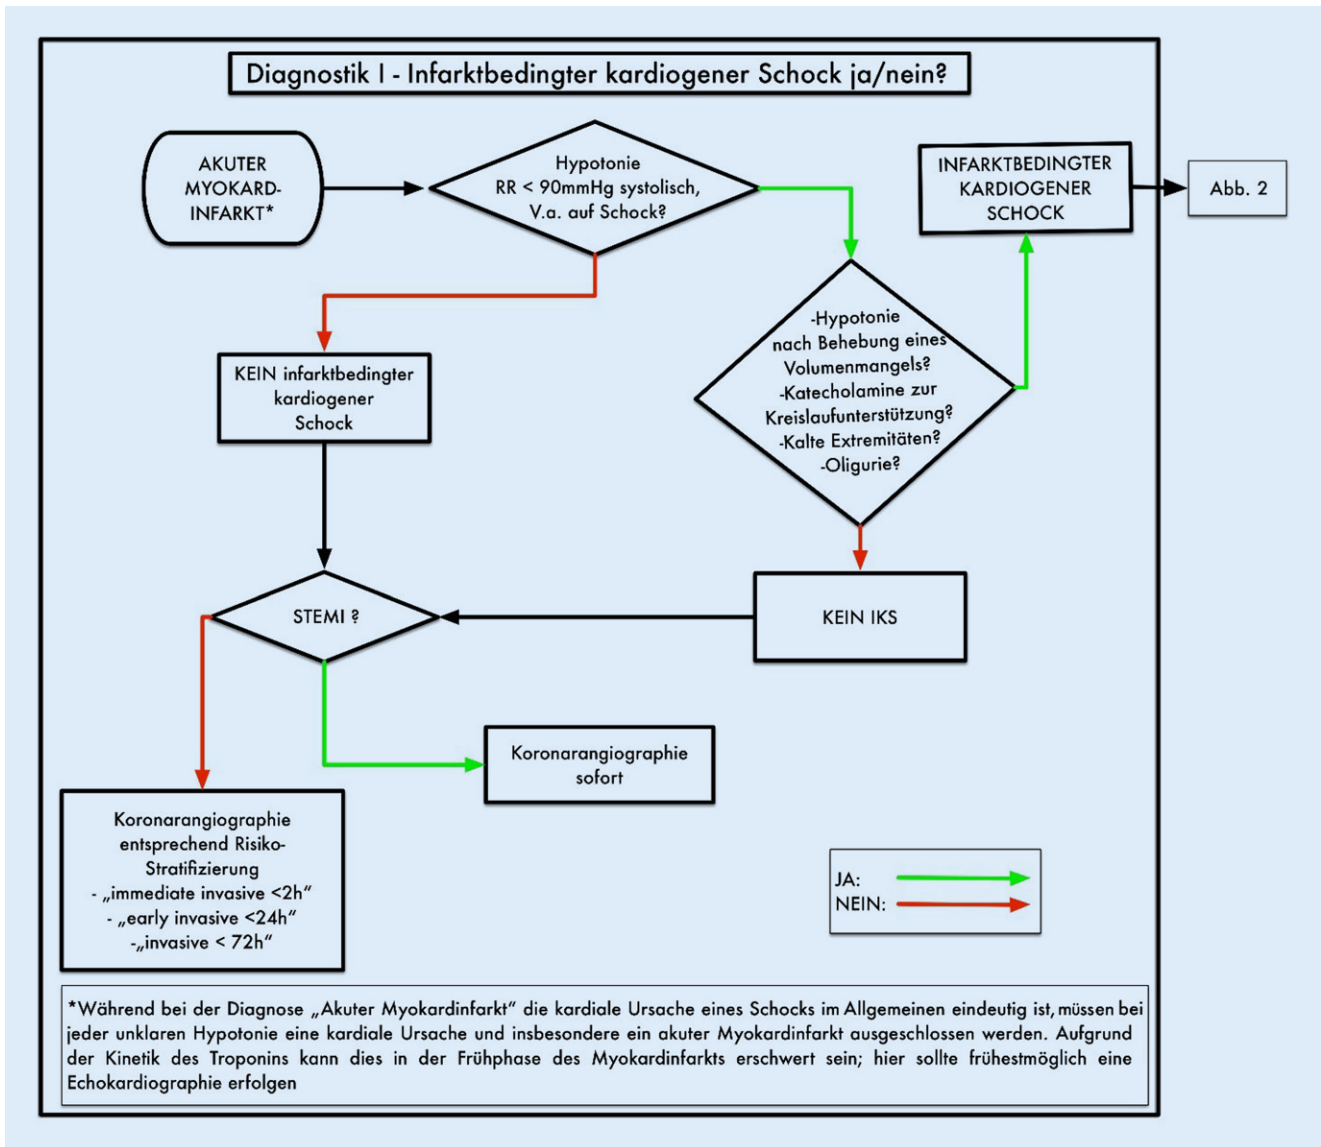 Diagnostik I - Infarktbedingter kardiogener Schock ja/nein?
AKUTER
MYOKARD-
INFARKT*
Hypotonie
RR < 90mmHg systolisch,
V.a. auf Schock?
INFARKTBEDINGTER
KARDIOGENER
SCHOCK
Abb. 2
-Hypotonie
nach Behebung eines
Volumenmangels?
-Katecholamine zur
Kreislaufunterstützung?
-Kalte Extremitäten?
-Oligurie?
KEIN infarktbedingter
kardiogener
Schock
STEMI ?
KEIN IKS
Koronarangiographie
sofort
Koronarangiographie
entsprechend Risiko-
Stratifizierung
- „immediate invasive <2h“
- „early invasive <24h“
-„invasive < 72h“
JA:
NEIN:
*Während bei der Diagnose „Akuter Myokardinfarkt“ die kardiale Ursache eines Schocks im Allgemeinen eindeutig ist, müssen bei
jeder unklaren Hypotonie eine kardiale Ursache und insbesondere ein akuter Myokardinfarkt ausgeschlossen werden. Aufgrund
der Kinetik des Troponins kann dies in der Frühphase des Myokardinfarkts erschwert sein; hier sollte frühestmöglich eine
Echokardiographie erfolgen